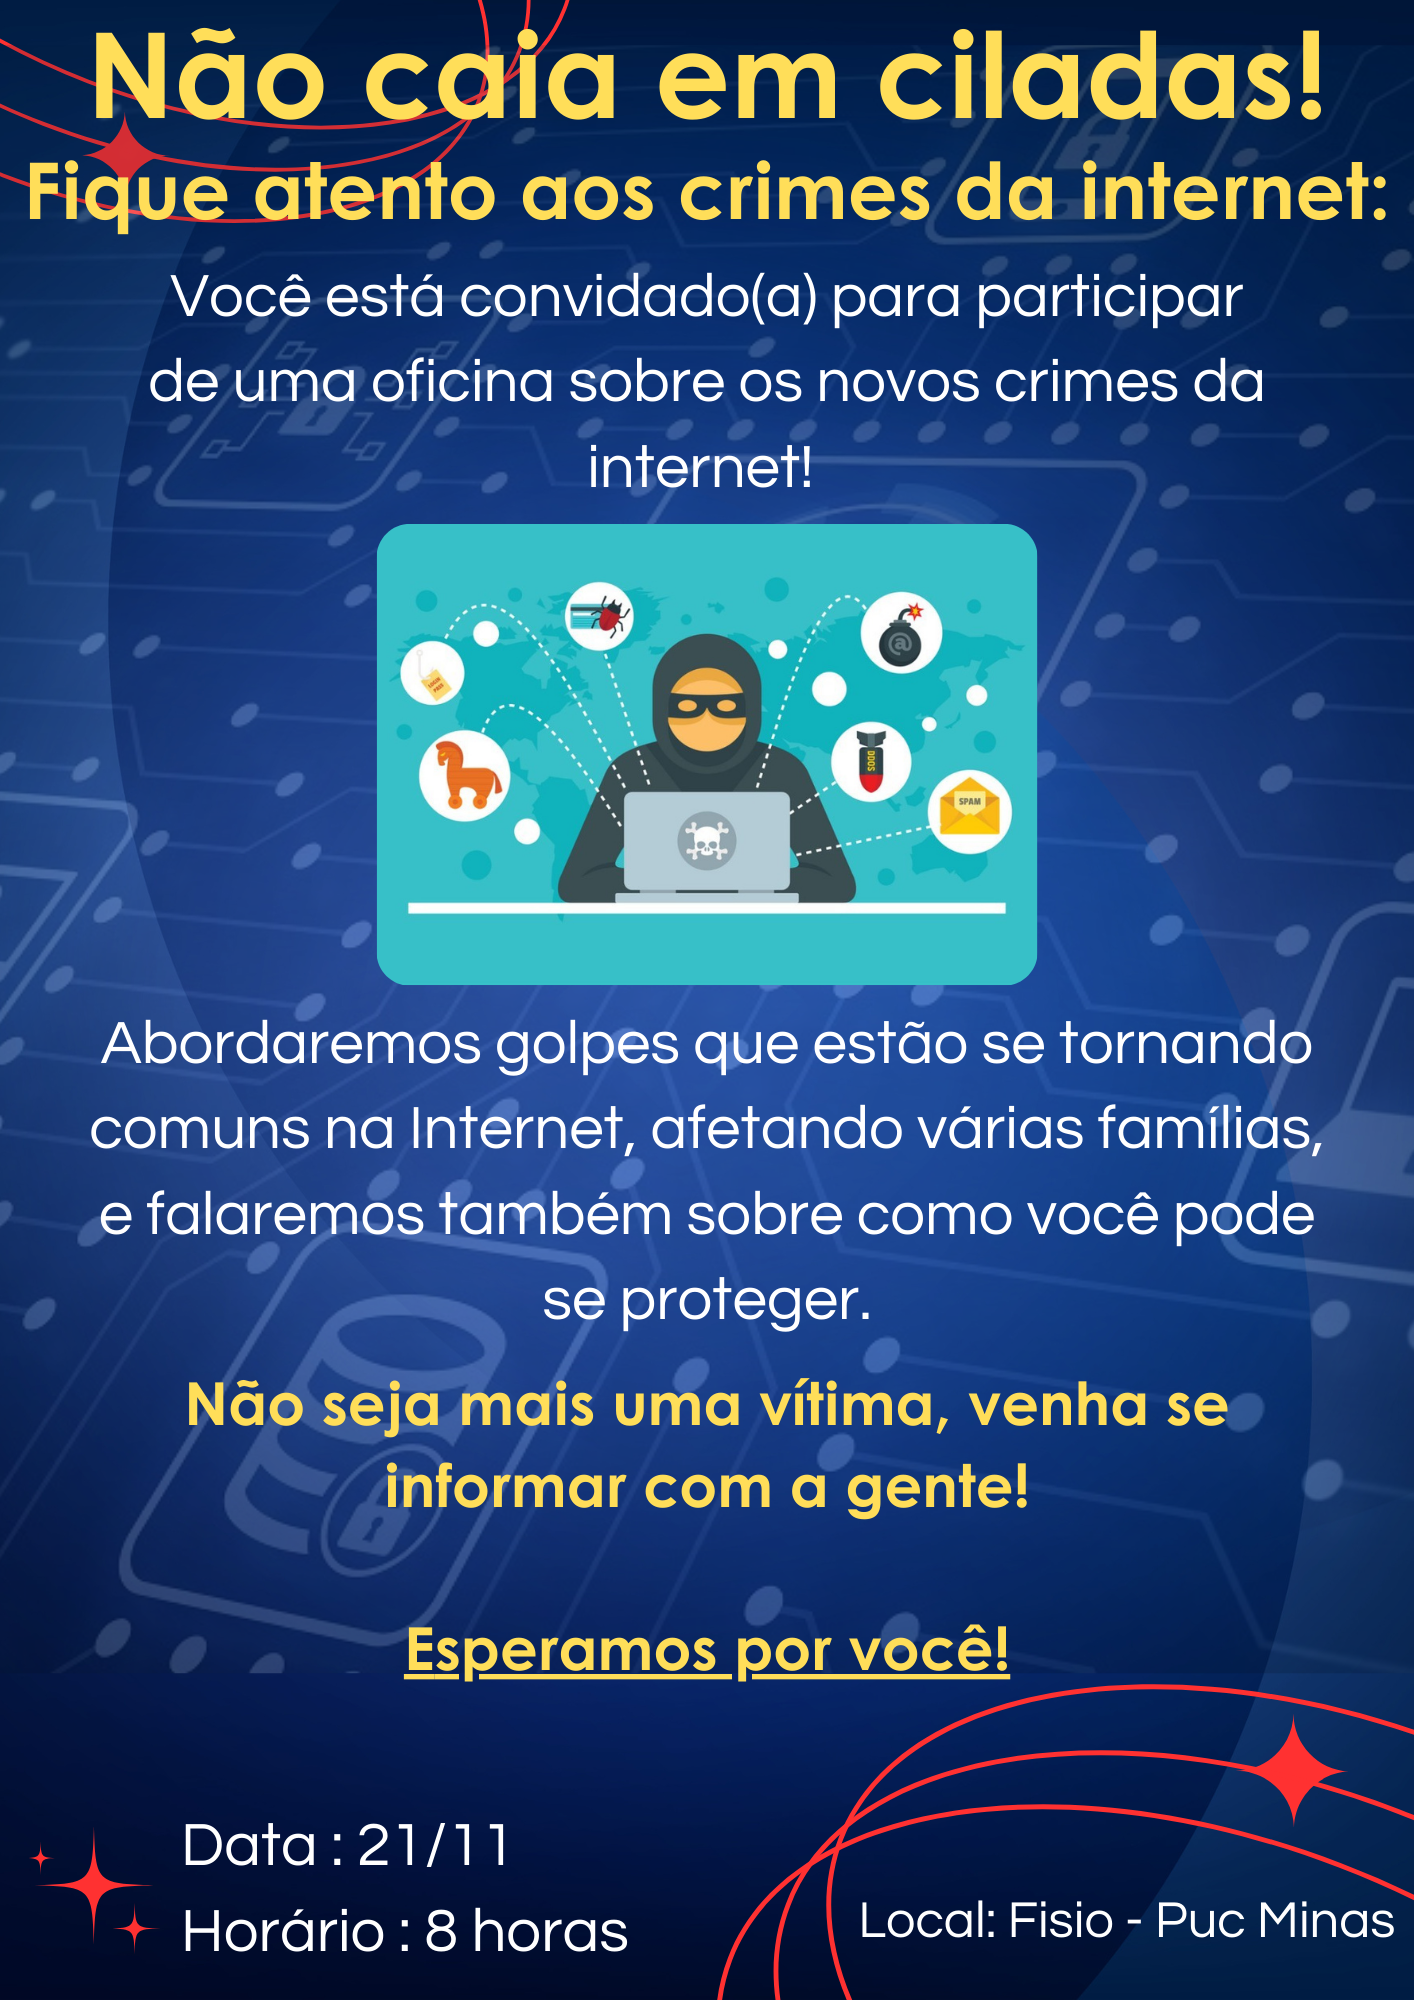 Não caia em ciladas!
Fique atento aos crimes da internet:
Você está convidado(a) para participar
de uma oficina sobre os novos crimes da
internet!
@
DDOS
SPAM
Abordaremos golpes que estão se tornando
comuns na Internet, afetando várias famílias,
e falaremos também sobre como você pode
se proteger.
Não seja mais uma vítima, venha se
informar com a gente!
Esperamos por você!
Data : 21/11
Horário : 8 horas
Local: Fisio - Puc Minas